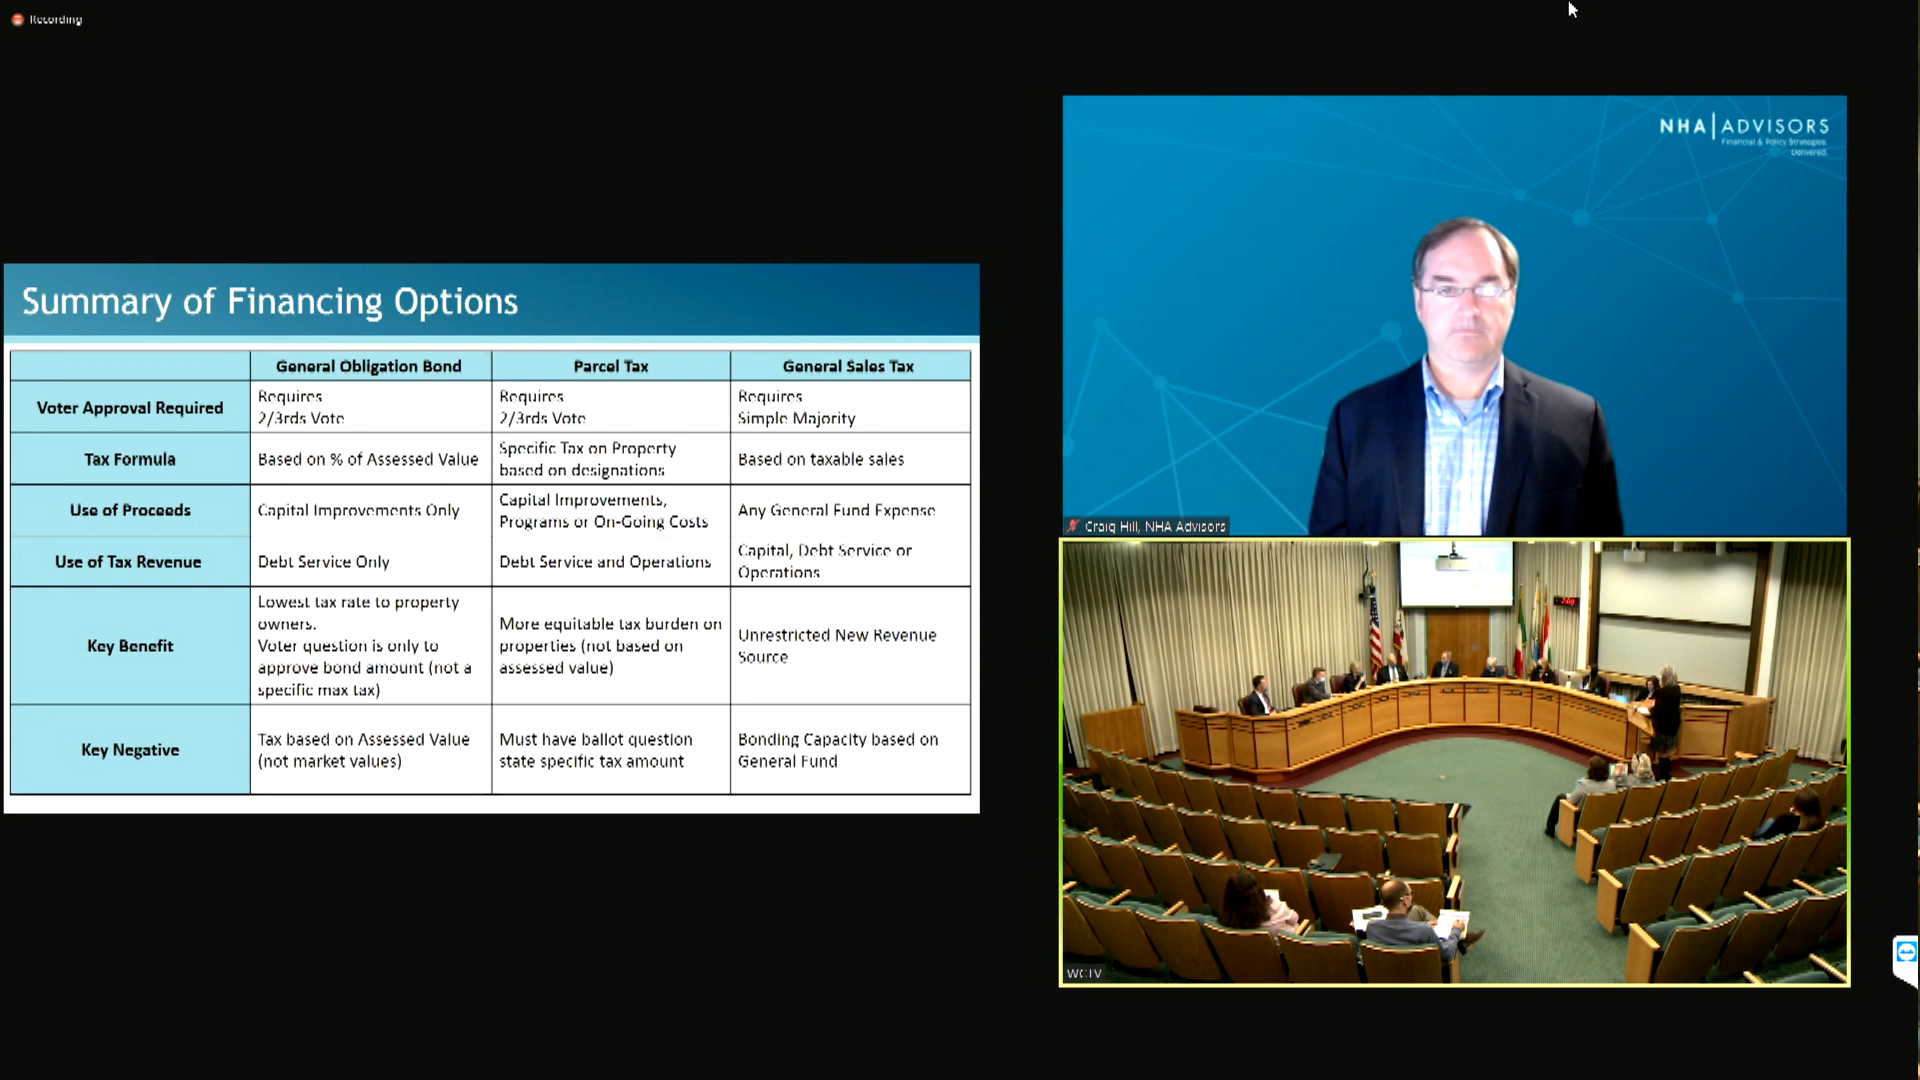 Recording
Summary of Financing Options
General Obligation Bond
Parcel Tax
General Sales Tax
Voter Approval Required
Requires
2/3rds Vote
Requires
2/3rds Vote
Requires
Simple Majority
Tax Formula
Based on % of Assessed Value
Specific Tax on Property
based on designations
Based on taxable sales
Use of Proceeds
Capital Improvements Only
Capital Improvements,
Programs or On-Going Costs
Any General Fund Expense
Use of Tax Revenue
Debt Service Only
Debt Service and Operations
Capital, Debt Service or
Operations
Key Benefit
Lowest tax rate to property
owners.
Voter question is only to
approve bond amount (not a
specific max tax)
More equitable tax burden on
properties (not based on
assessed value)
Unrestricted New Revenue
Source
Key Negative
Tax based on Assessed Value
(not market values)
Must have ballot question
state specific tax amount
Bonding Capacity based on
General Fund
NHA | ADVISORS
Financial & Policy Strategies.
Delivered.
Craig Hill, NHA Advisors
WCTV